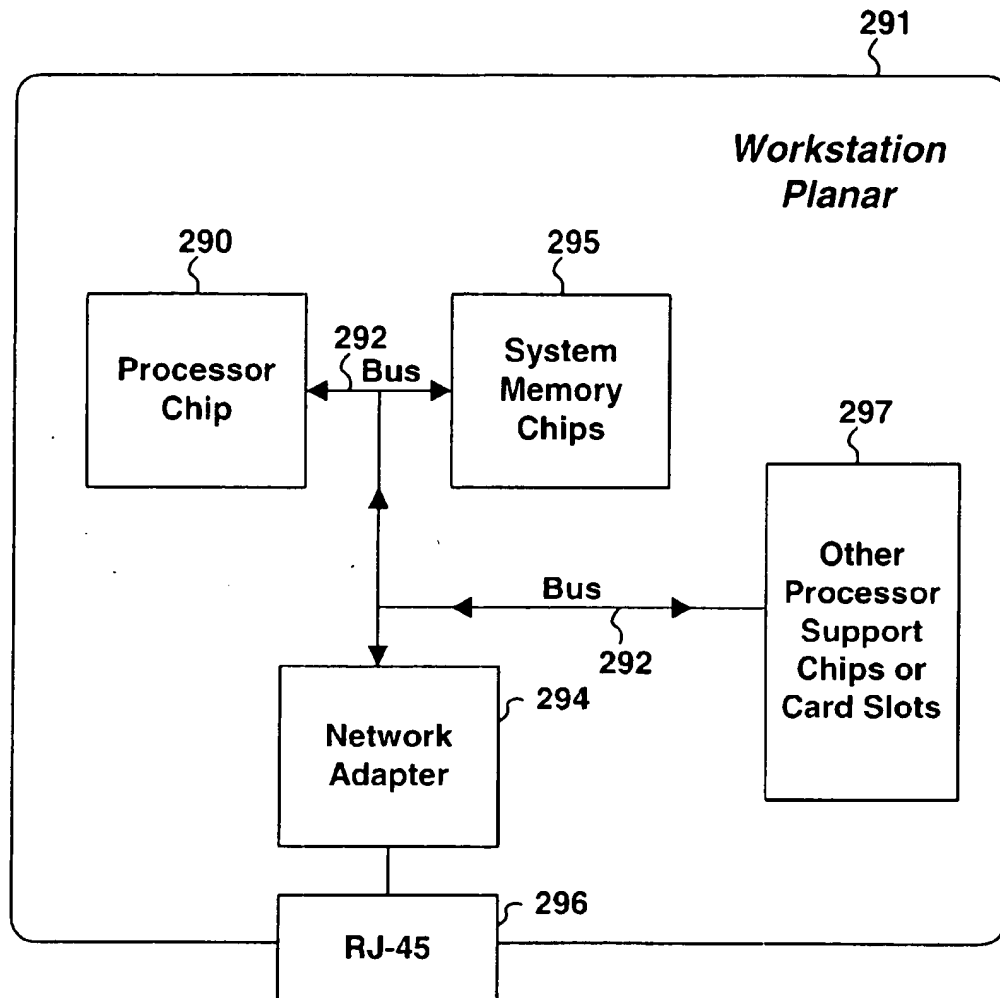 291
Workstation
Planar
290
295
Processor
Chip
292
Bus
System
Memory
Chips
297
Other
Processor
Support
Chips or
Card Slots
Bus
292
294
Network
Adapter
296
RJ-45